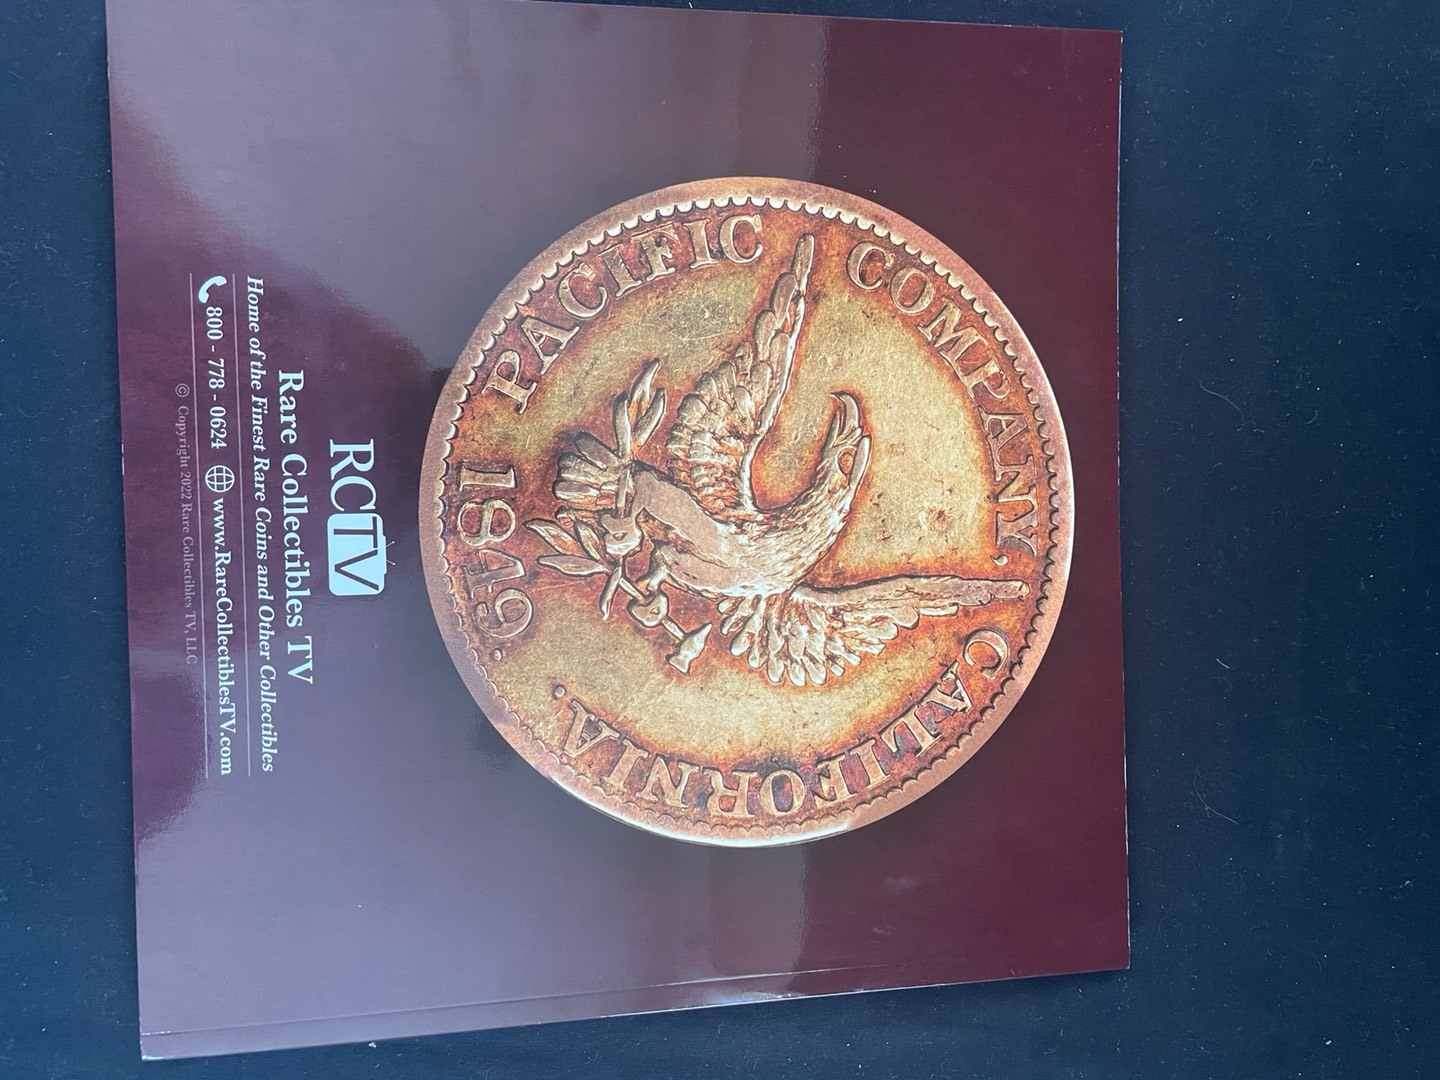 PACIFIC COMPANY, CALIFORNIA.
1849.
RCTV
Rare Collectibles TV
Home of the Finest Rare Coins and Other Collectibles
800 - 778 - 0624 www.RareCollectiblesTV.com
© Copyright 2022 Rare Collectibles TV, LLC